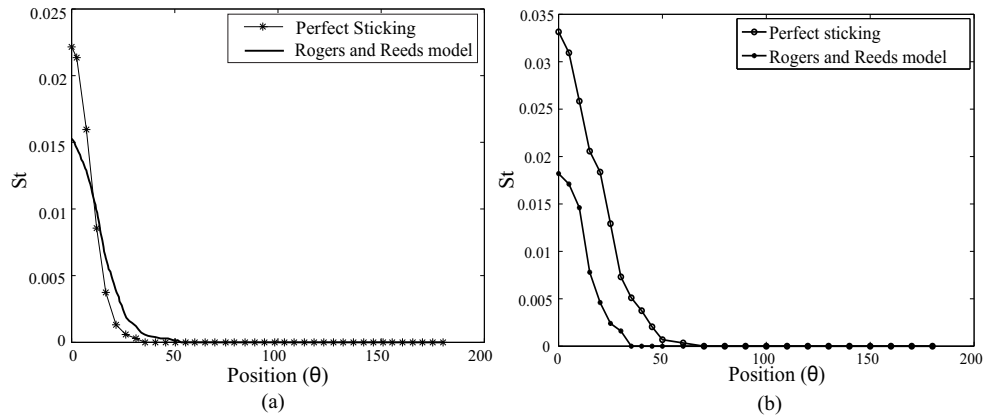 0.025
0.02
0.015
0.01
0.005
0
St
0
50
100
150
200
Position (θ)
(a)
Perfect Sticking
Rogers and Reeds model
0.035
0.03
0.025
0.02
0.015
0.01
0.005
0
St
0
50
100
150
200
Position (θ)
(b)
Perfect sticking
Rogers and Reeds model